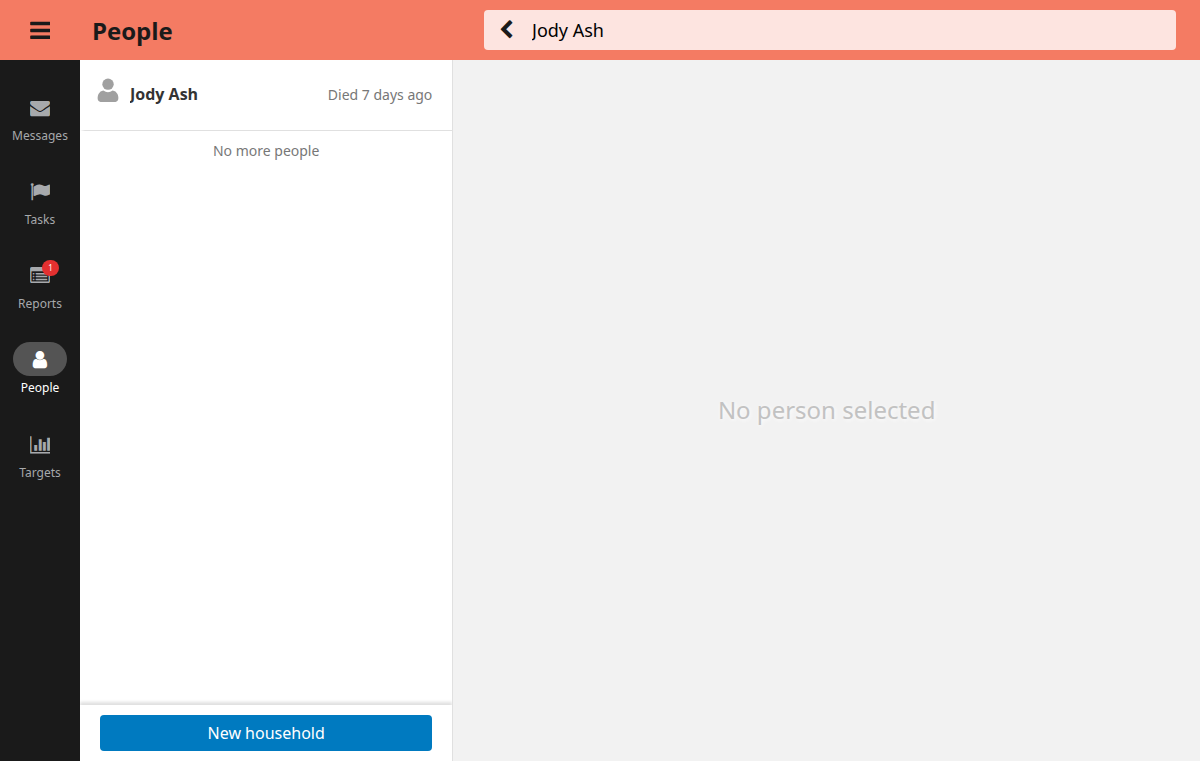 People
Jody Ash
Messages
Tasks
1
Reports
People
Targets
Jody Ash
Died 7 days ago
No more people
No person selected
New household